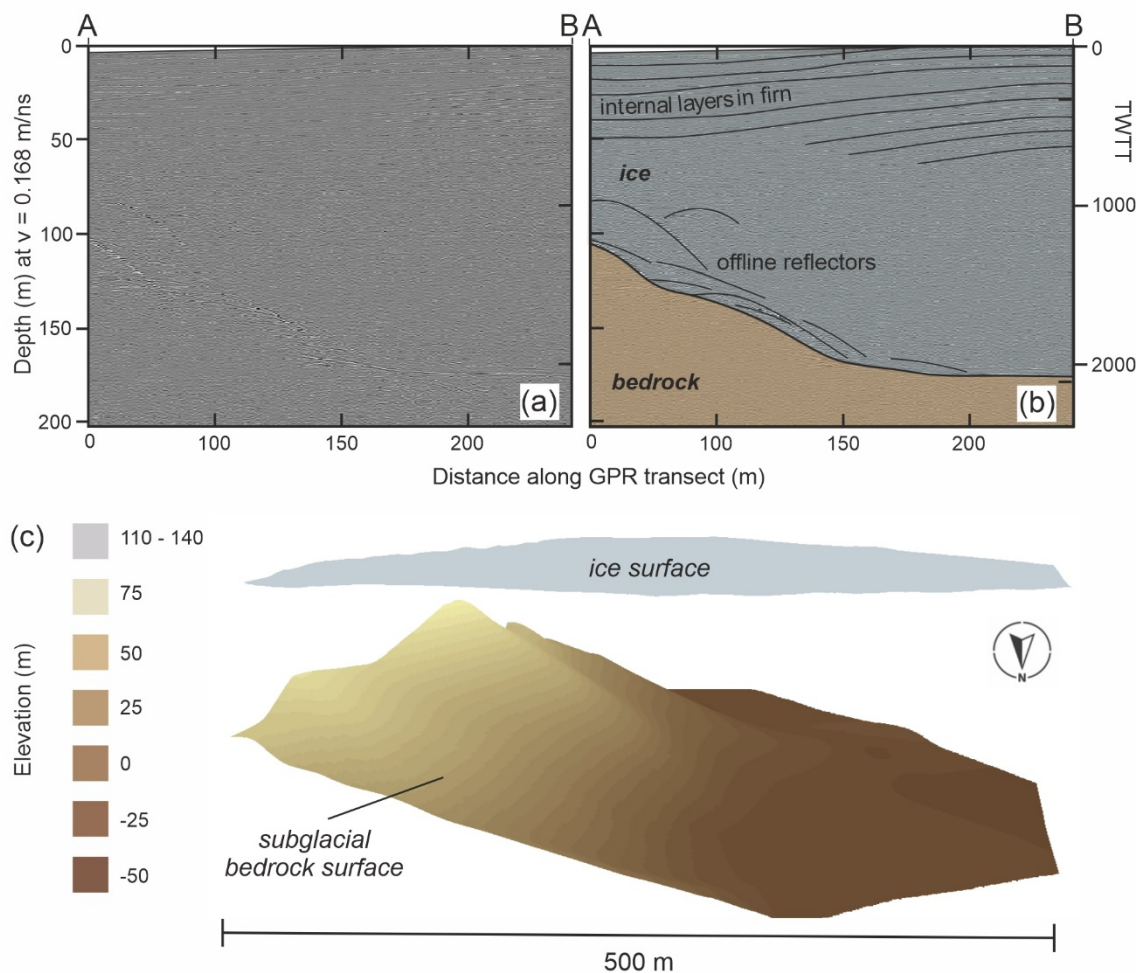 A
B
A
B
0
50
100
150
200
Depth (m) at v = 0.168 m/ns
0
100
150
200
(a)
internal layers in firn
ice
offline reflectors
bedrock
(b)
0
1000
2000
TWTT
0
100
150
200
Distance along GPR transect (m)
(c)
Elevation (m)
110 - 140
75
50
25
0
-25
-50
ice surface
N
subglacial
bedrock surface
500 m